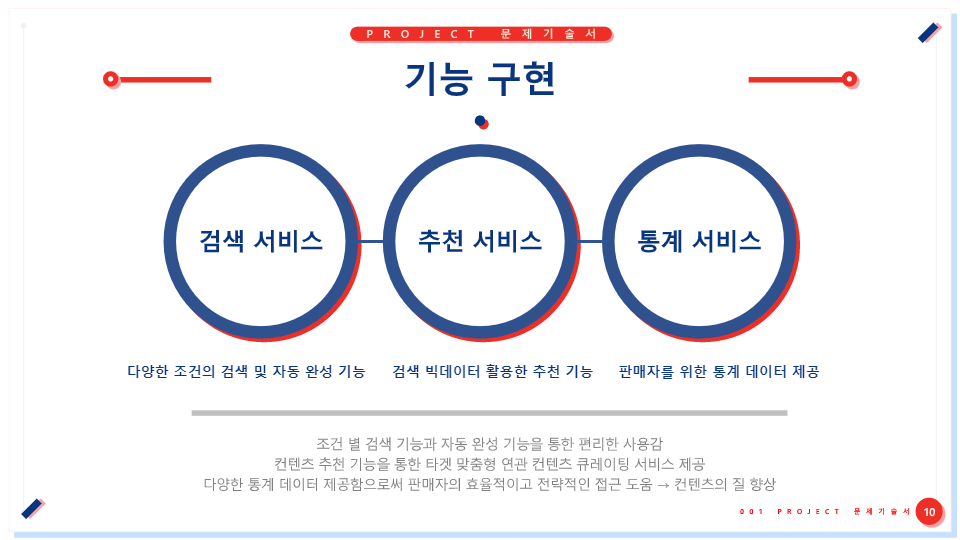 PROJECT 문제기술서
기능 구현
검색 서비스
추천 서비스
통계 서비스
다양한 조건의 검색 및 자동 완성 기능
검색 빅데이터 활용한 추천 기능
판매자를 위한 통계 데이터 제공
조건 별 검색 기능과 자동 완성 기능을 통한 편리한 사용감
컨텐츠 추천 기능을 통한 타겟 맞춤형 연관 컨텐츠 큐레이팅 서비스 제공
다양한 통계 데이터 제공함으로써 판매자의 효율적이고 전략적인 접근 도움 → 컨텐츠의 질 향상
001 PROJECT 문제기술서
10